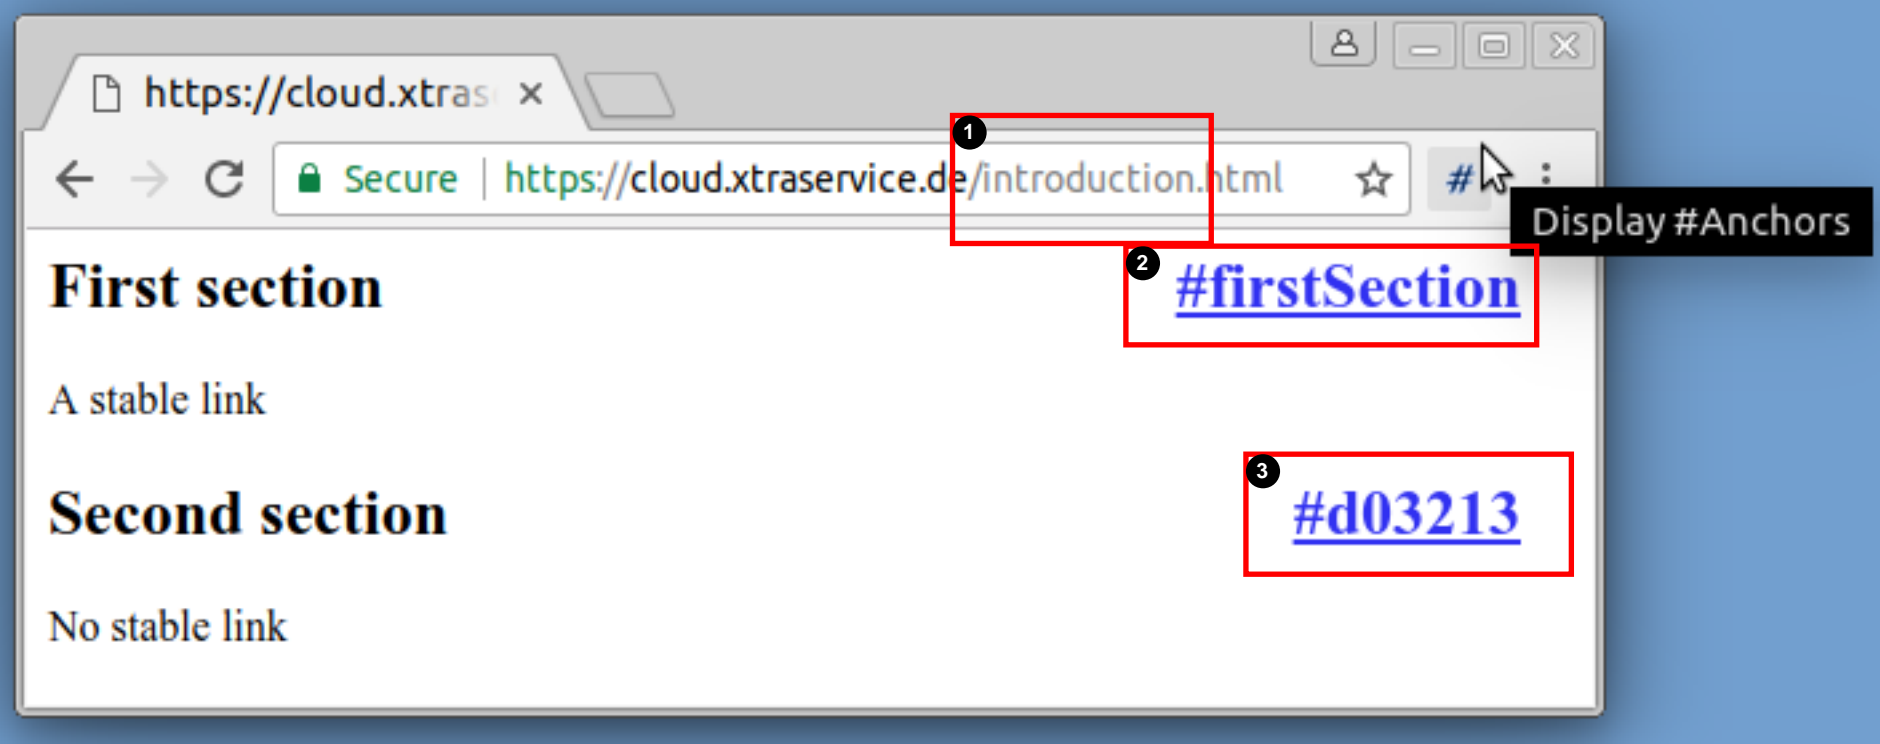 https://cloud.xtras
1
Secure https://cloud.xtraservice.de/introduction.html #
Display #Anchors
First section 2 #firstSection
A stable link
3
Second section #d03213
No stable link